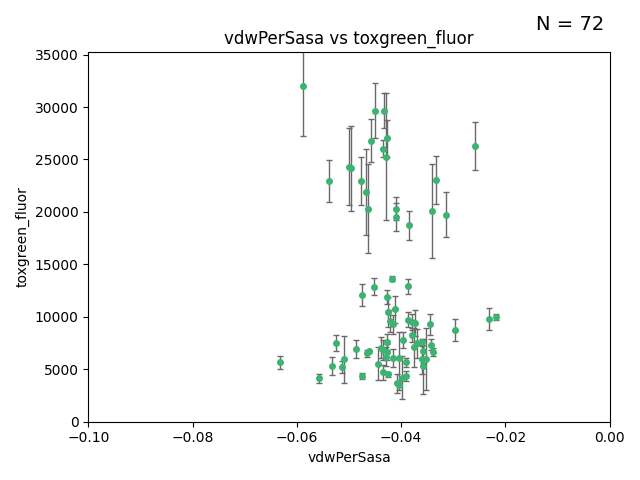 N = 72
vdwPerSasa vs toxgreen_fluor
35000
30000
25000
20000
15000
10000
5000
0
toxgreen_fluor
−0.10 −0.08 −0.06 −0.04 −0.02 0.00
vdwPerSasa